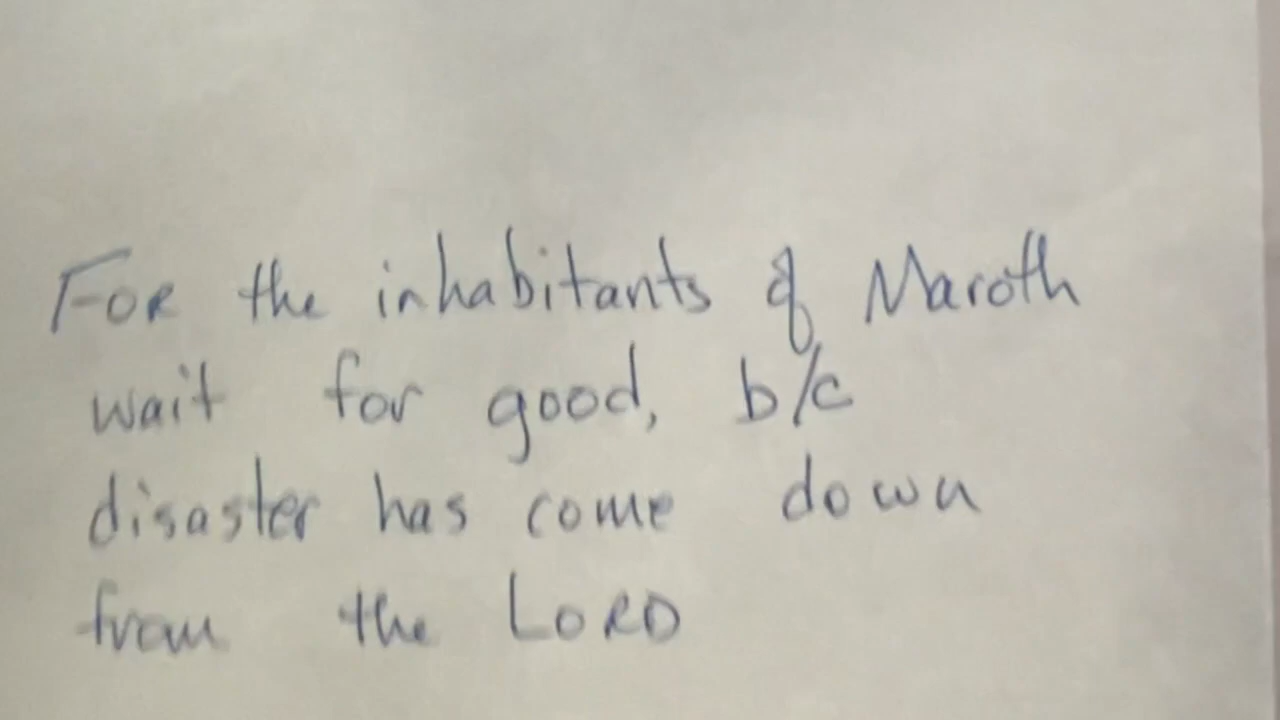 For the inhabitants of Maroth
wait for good, b/c
disaster has come down
from the LORD